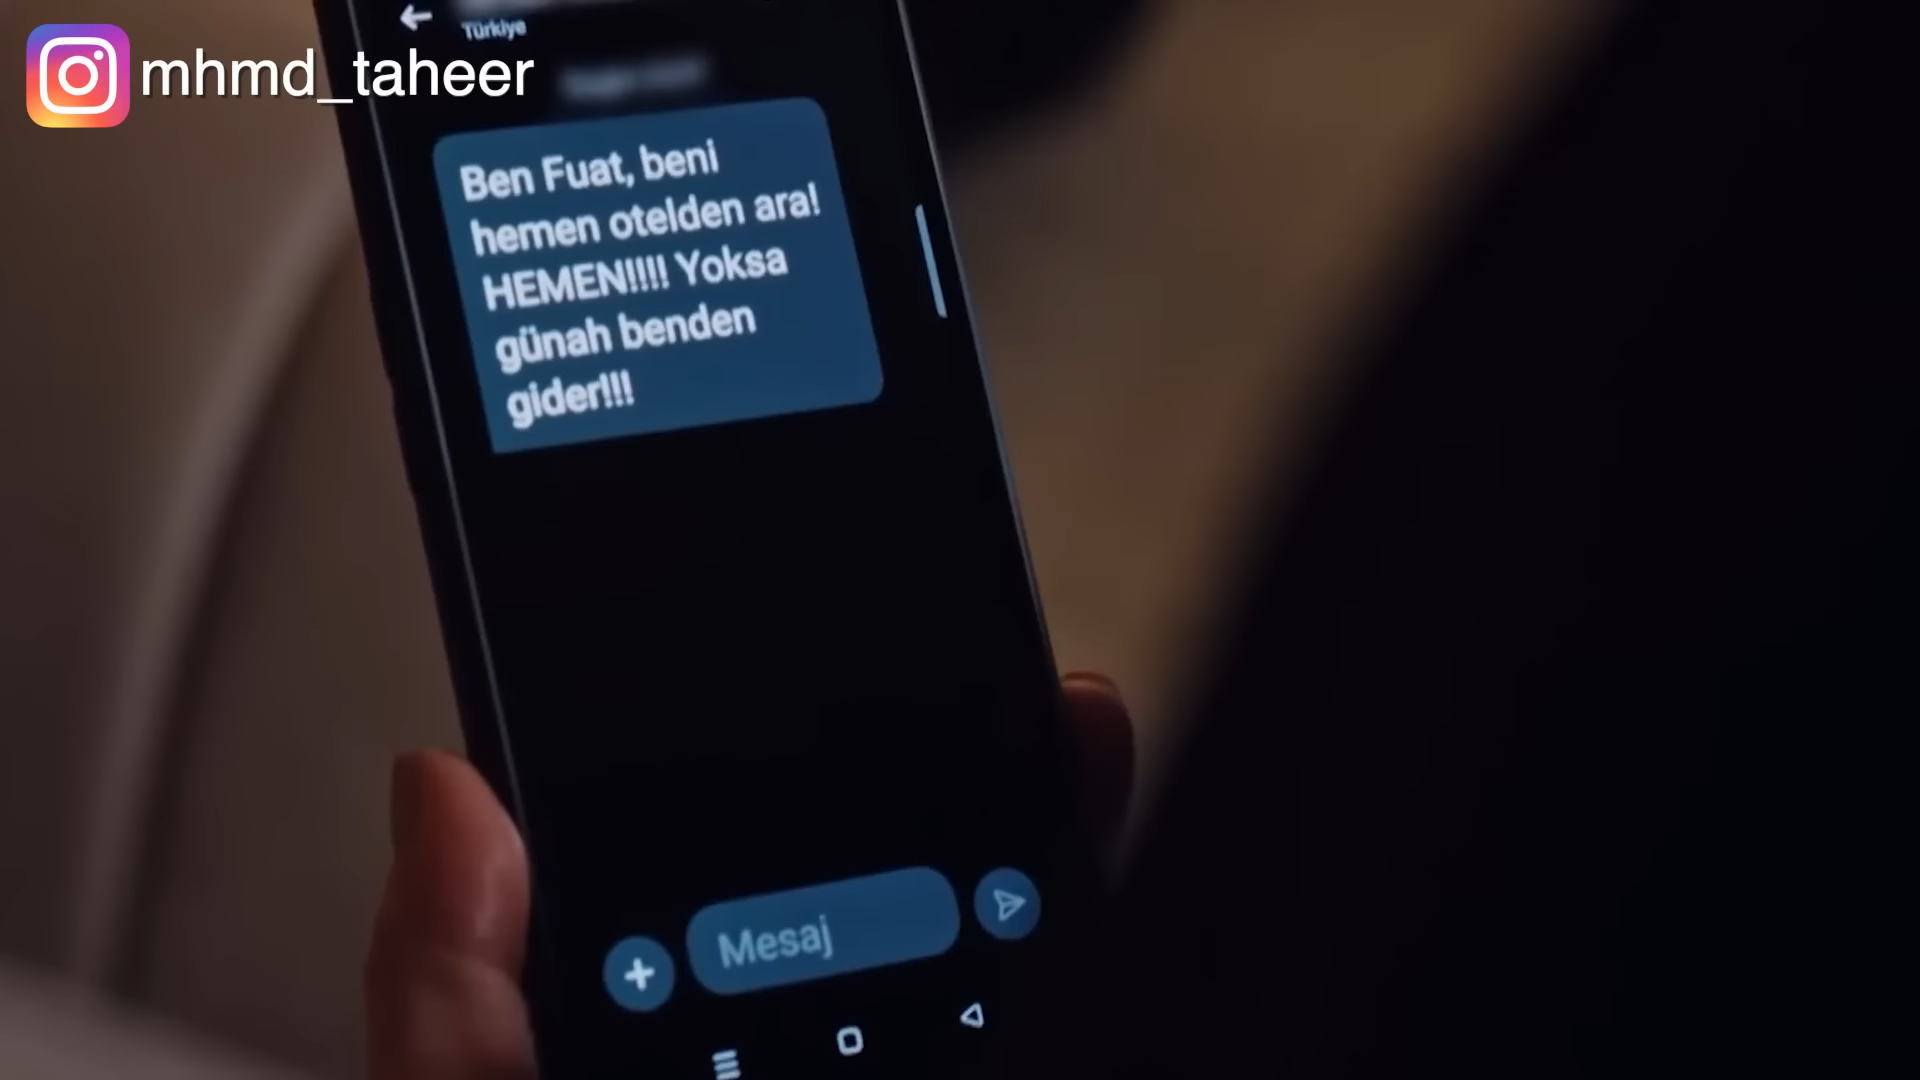 mhmd_taheer
Türkiye
Ben Fuat, beni
hemen otelden ara!
HEMEN!!!! Yoksa
günah benden
gider!!!
Mesaj